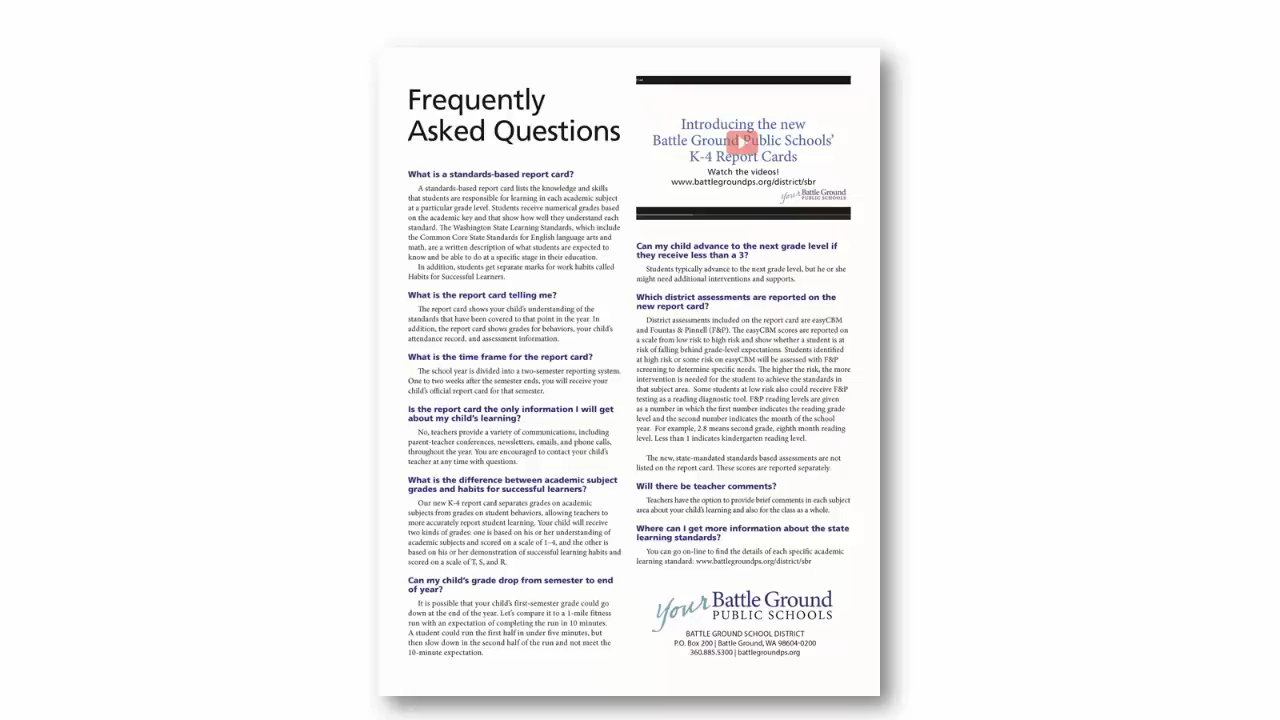 Frequently
Asked Questions
What is a standards-based report card?
A standards-based report card lists the knowledge and skills
that students are responsible for learning in each academic subject
at a particular grade level. Students receive numerical grades based
on the academic key and that show how well they understand each
standard. The Washington State Learning Standards, which include
the Common Core State Standards for English language arts and
math, are a written description of what students are expected to
know and be able to do at a specific stage in their education.
In addition, students get separate marks for work habits called
Habits for Successful Learners.
What is the report card telling me?
The report card shows your child's understanding of the
standards that have been covered to that point in the year. In
addition, the report card shows grades for behaviors, your child's
attendance record, and assessment information.
What is the time frame for the report card?
The school year is divided into a two-semester reporting system.
One to two weeks after the semester ends, you will receive your
child's official report card for that semester.
Is the report card the only information I will get
about my child's learning?
No, teachers provide a variety of communications, including
parent-teacher conferences, newsletters, emails, and phone calls,
throughout the year. You are encouraged to contact your child's
teacher at any time with questions.
What is the difference between academic subject
grades and habits for successful learners?
Our new K-4 report card separates grades on academic
subjects from grades on student behaviors, allowing teachers to
more accurately report student learning. Your child will receive
two kinds of grades: one is based on his or her understanding of
academic subjects and scored on a scale of 1–4, and the other is
based on his or her demonstration of successful learning habits and
scored on a scale of T, S, and R.
Can my child's grade drop from semester to end
of year?
It is possible that your child's first-semester grade could go
down at the end of the year. Let's compare it to a 1-mile fitness
run with an expectation of completing the run in 10 minutes.
A student could run the first half in under five minutes, but
then slow down in the second half of the run and not meet the
10-minute expectation.
Introducing the new
Battle Ground Public Schools'
K-4 Report Cards
Watch the videos!
www.battlegroundps.org/district/sbr
your Battle Ground
PUBLIC SCHOOLS
Can my child advance to the next grade level if
they receive less than a 3?
Students typically advance to the next grade level, but he or she
might need additional interventions and supports.
Which district assessments are reported on the
new report card?
District assessments included on the report card are easyCBM
and Fountas & Pinnell (F&P). The easyCBM scores are reported on
a scale from low risk to high risk and show whether a student is at
risk of falling behind grade-level expectations. Students identified
at high risk or some risk on easyCBM will be assessed with F&P
screening to determine specific needs. The higher the risk, the more
intervention is needed for the student to achieve the standards in
that subject area. Some students at low risk also could receive F&P
testing as a reading diagnostic tool. F&P reading levels are given
as a number in which the first number indicates the reading grade
level and the second number indicates the month of the school
year. For example, 2.8 means second grade, eighth month reading
level. Less than 1 indicates kindergarten reading level.
The new, state-mandated standards based assessments are not
listed on the report card. These scores are reported separately.
Will there be teacher comments?
Teachers have the option to provide brief comments in each subject
area about your child's learning and also for the class as a whole.
Where can I get more information about the state
learning standards?
You can go on-line to find the details of each specific academic
learning standard: www.battlegroundps.org/district/sbr
your Battle Ground
PUBLIC SCHOOLS
BATTLE GROUND SCHOOL DISTRICT
P.O. Box 200 | Battle Ground, WA 98604-0200
360.885.5300 | battlegroundps.org